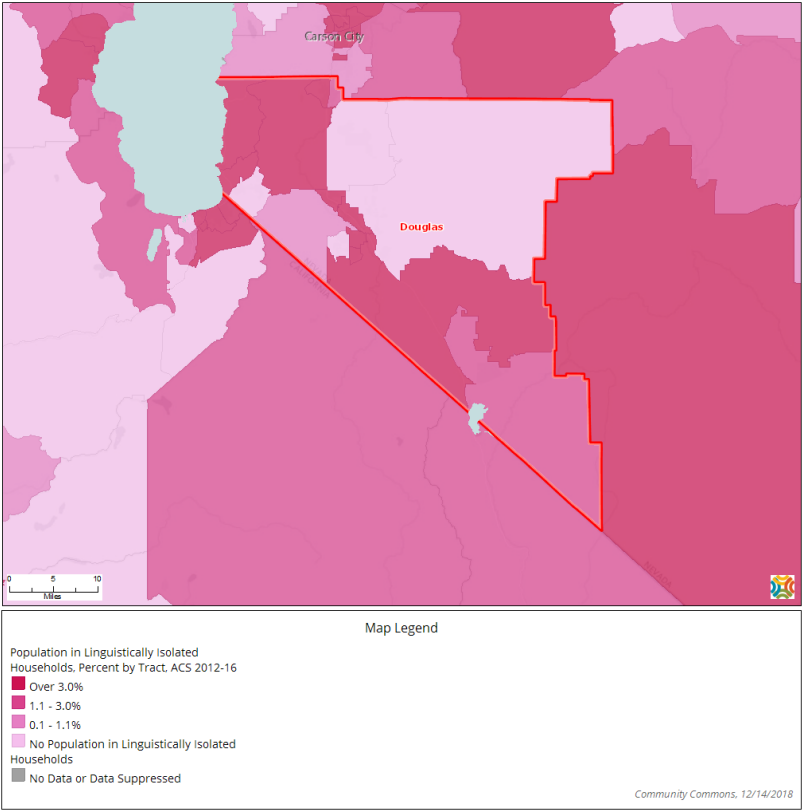 Carson City
Douglas
CALIFORNIA
NEVADA
0 5 10
Miles
Map Legend
Population in Linguistically Isolated
Households, Percent by Tract, ACS 2012-16
Over 3.0%
1.1 - 3.0%
0.1 - 1.1%
No Population in Linguistically Isolated
Households
No Data or Data Suppressed
Community Commons, 12/14/2018